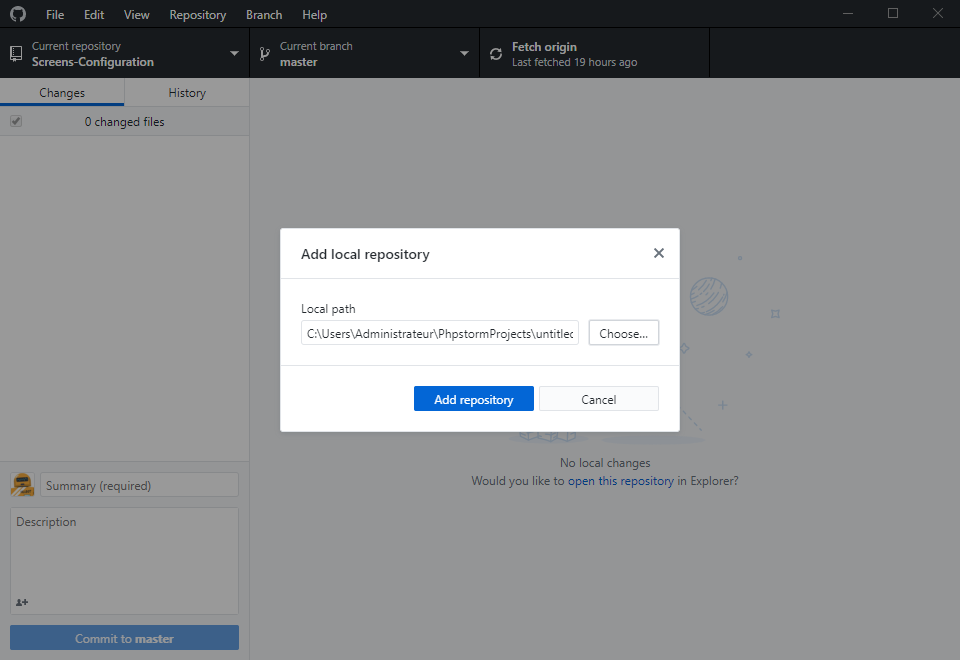 File Edit View Repository Branch Help
Current repository
Screens-Configuration
Current branch
master
Fetch origin
Last fetched 19 hours ago
Changes History
0 changed files
Add local repository
Local path
C:\Users\Administrateur\PhpstormProjects\untitled
Choose...
Add repository Cancel
No local changes
Would you like to open this repository in Explorer?
Summary (required)
Description
Commit to master